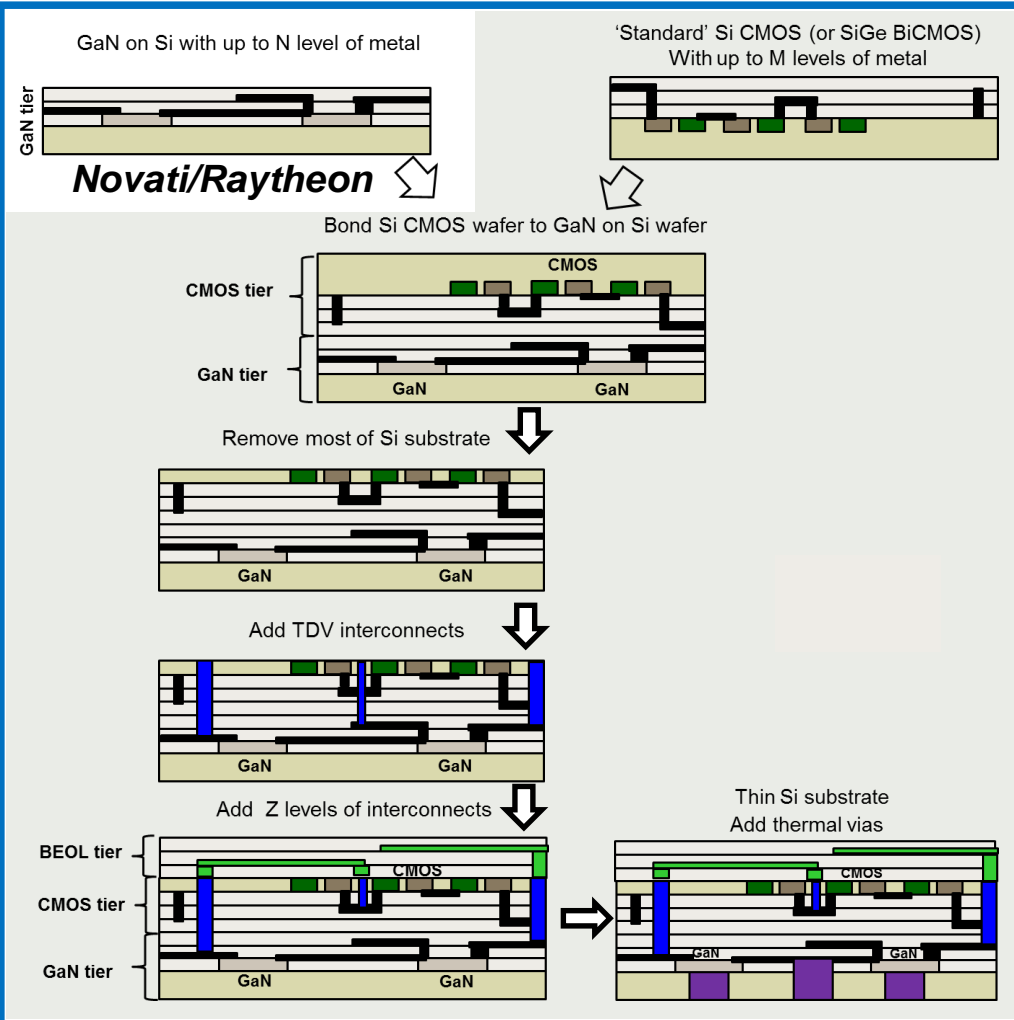 GaN on Si with up to N level of metal
'Standard' Si CMOS (or SiGe BiCMOS)
With up to M levels of metal
GaN tier
Novati/Raytheon
Bond Si CMOS wafer to GaN on Si wafer
CMOS
CMOS tier
GaN tier
GaN
GaN
Remove most of Si substrate
GaN
GaN
Add TDV interconnects
GaN
GaN
Add Z levels of interconnects
Thin Si substrate
Add thermal vias
BEOL tier
CMOS
CMOS
CMOS tier
GaN
GaN
GaN tier
GaN
GaN